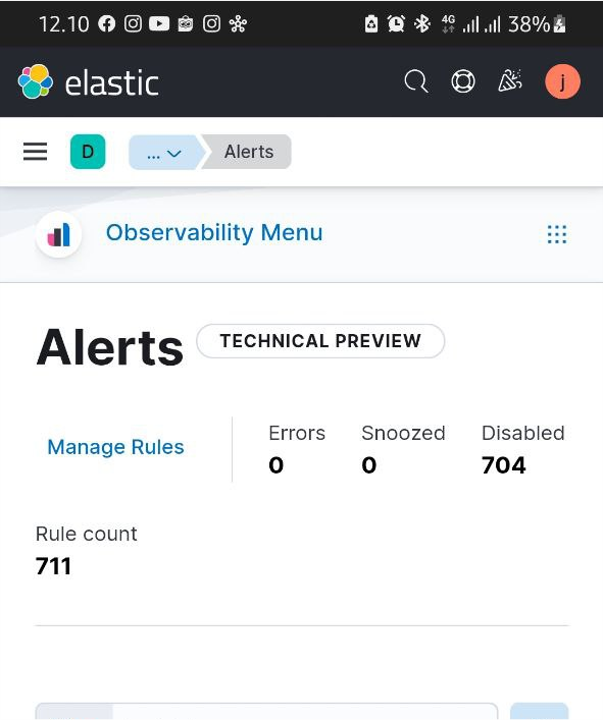 12.10 4G 38%
elastic j
D ... Alerts
Observability Menu
Alerts TECHNICAL PREVIEW
Manage Rules
Errors Snoozed Disabled
0 0 704
Rule count
711